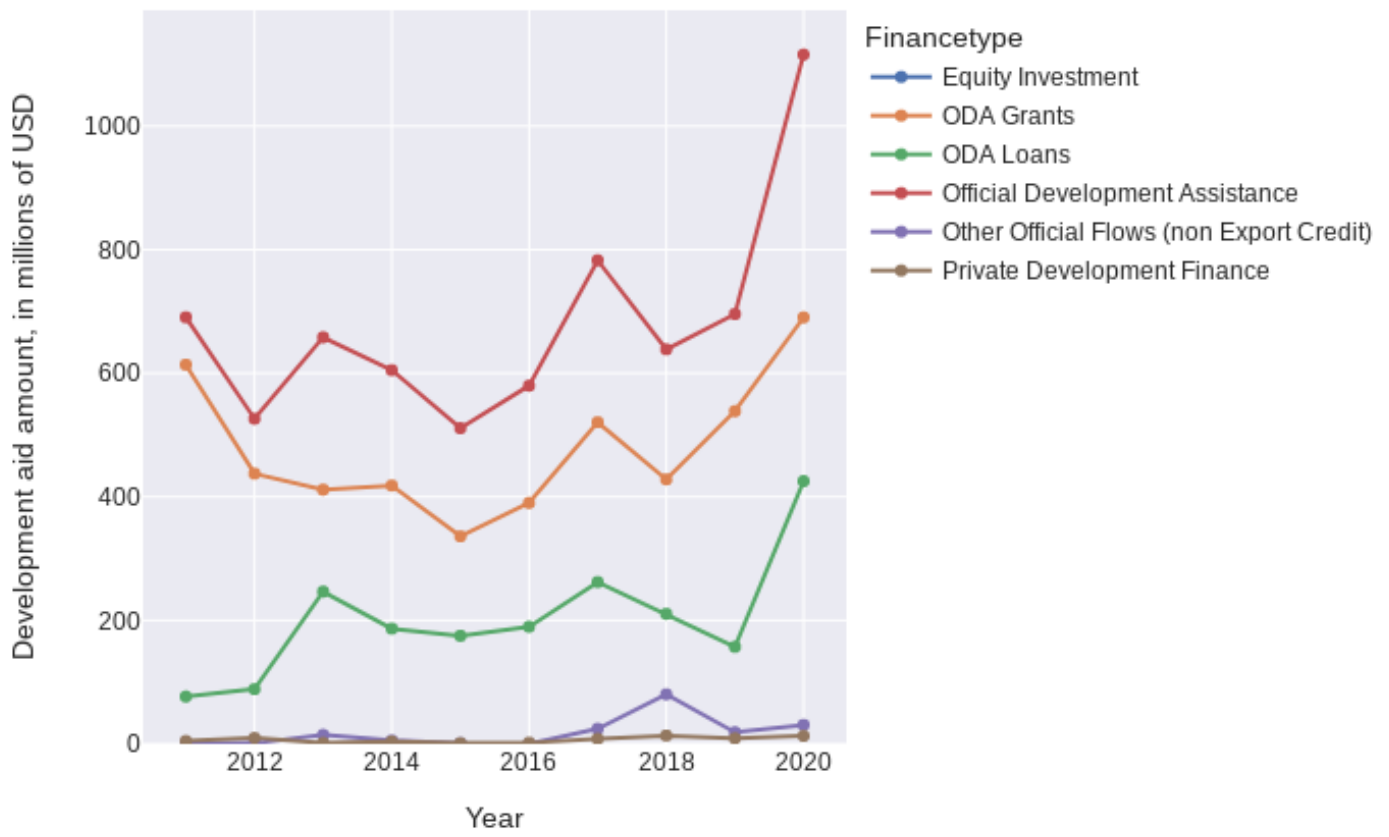 Development aid amount, in millions of USD
1000
800
600
400
200
0
2012
2014
2016
2018
2020
Year
Financetype
Equity Investment
ODA Grants
ODA Loans
Official Development Assistance
Other Official Flows (non Export Credit)
Private Development Finance